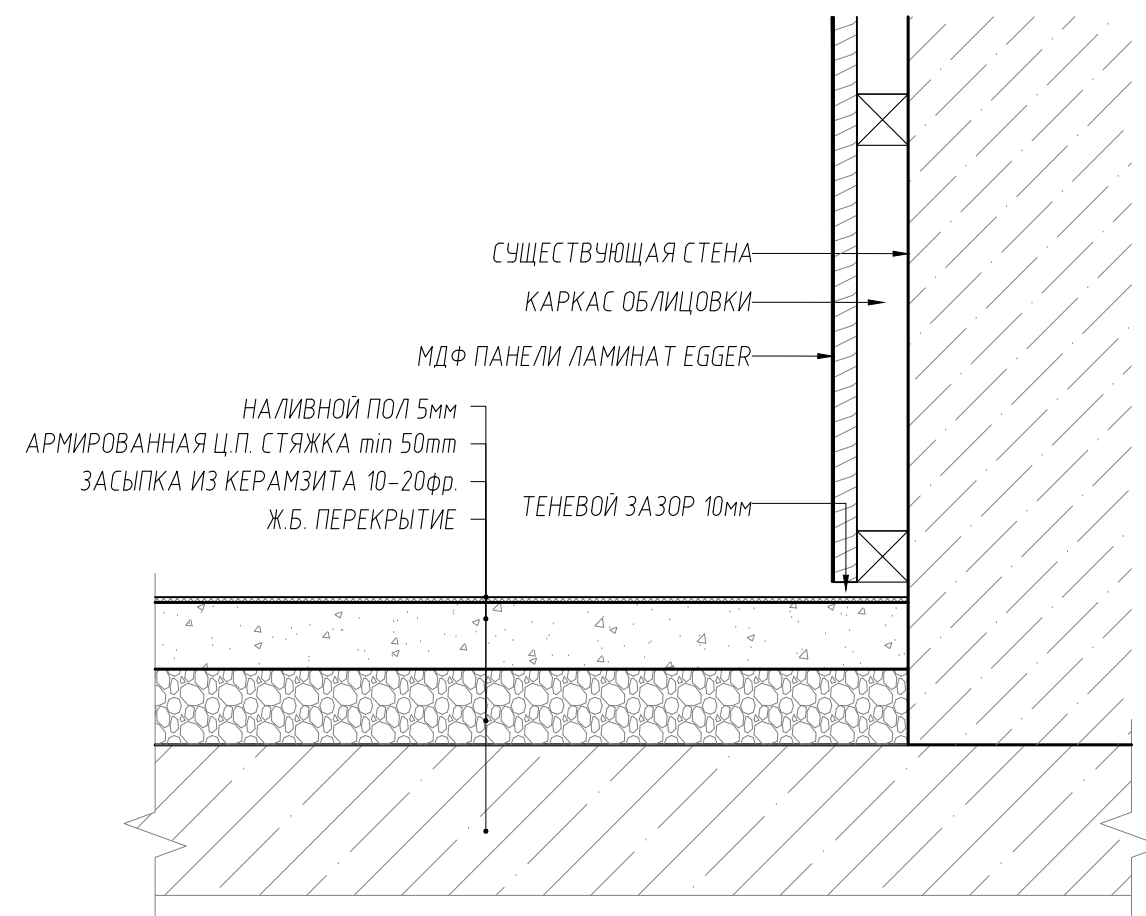 СУЩЕСТВУЮЩАЯ СТЕНА
КАРКАС ОБЛИЦОВКИ
МДФ ПАНЕЛИ ЛАМИНАТ EGGER
НАЛИВНОЙ ПОЛ 5мм
АРМИРОВАННАЯ Ц.П. СТЯЖКА min 50mm
ЗАСЫПКА ИЗ КЕРАМЗИТА 10-20фр.
ТЕНЕВОЙ ЗАЗОР 10мм
Ж.Б. ПЕРЕКРЫТИЕ